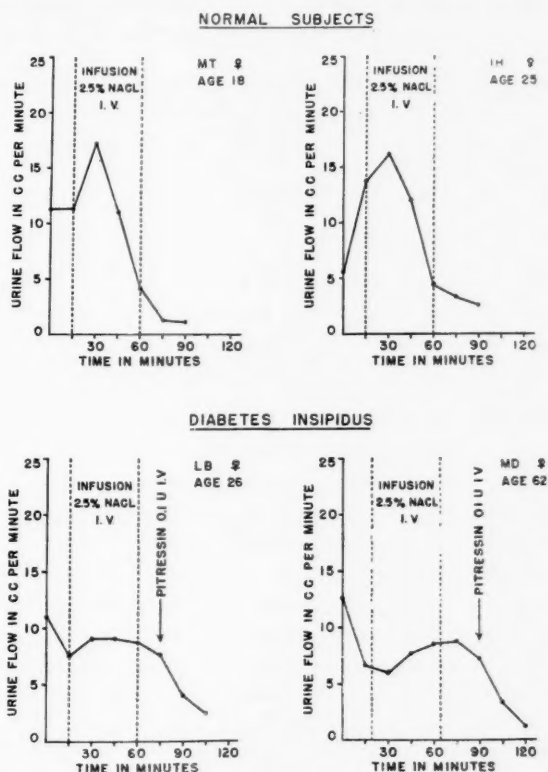 NORMAL SUBJECTS
URINE FLOW IN CC PER MINUTE
25
20
15
10
5
0
INFUSION
2.5% NACL
I. V.
MT ♀
AGE 18
30 60 90 120
TIME IN MINUTES
URINE FLOW IN CC PER MINUTE
25
20
15
10
5
0
INFUSION
2.5% NACL
I. V.
IH ♀
AGE 25
30 60 90 120
TIME IN MINUTES
DIABETES INSIPIDUS
URINE FLOW IN CC PER MINUTE
25
20
15
10
5
0
INFUSION
2.5% NACL
I. V.
PITRESSIN 0.1 U I.V.
LB ♀
AGE 26
30 60 90 120
TIME IN MINUTES
URINE FLOW IN CC PER MINUTE
25
20
15
10
5
0
INFUSION
2.5% NACL
I. V.
PITRESSIN 0.1 U I.V
MD ♀
AGE 62
30 60 90 120
TIME IN MINUTES